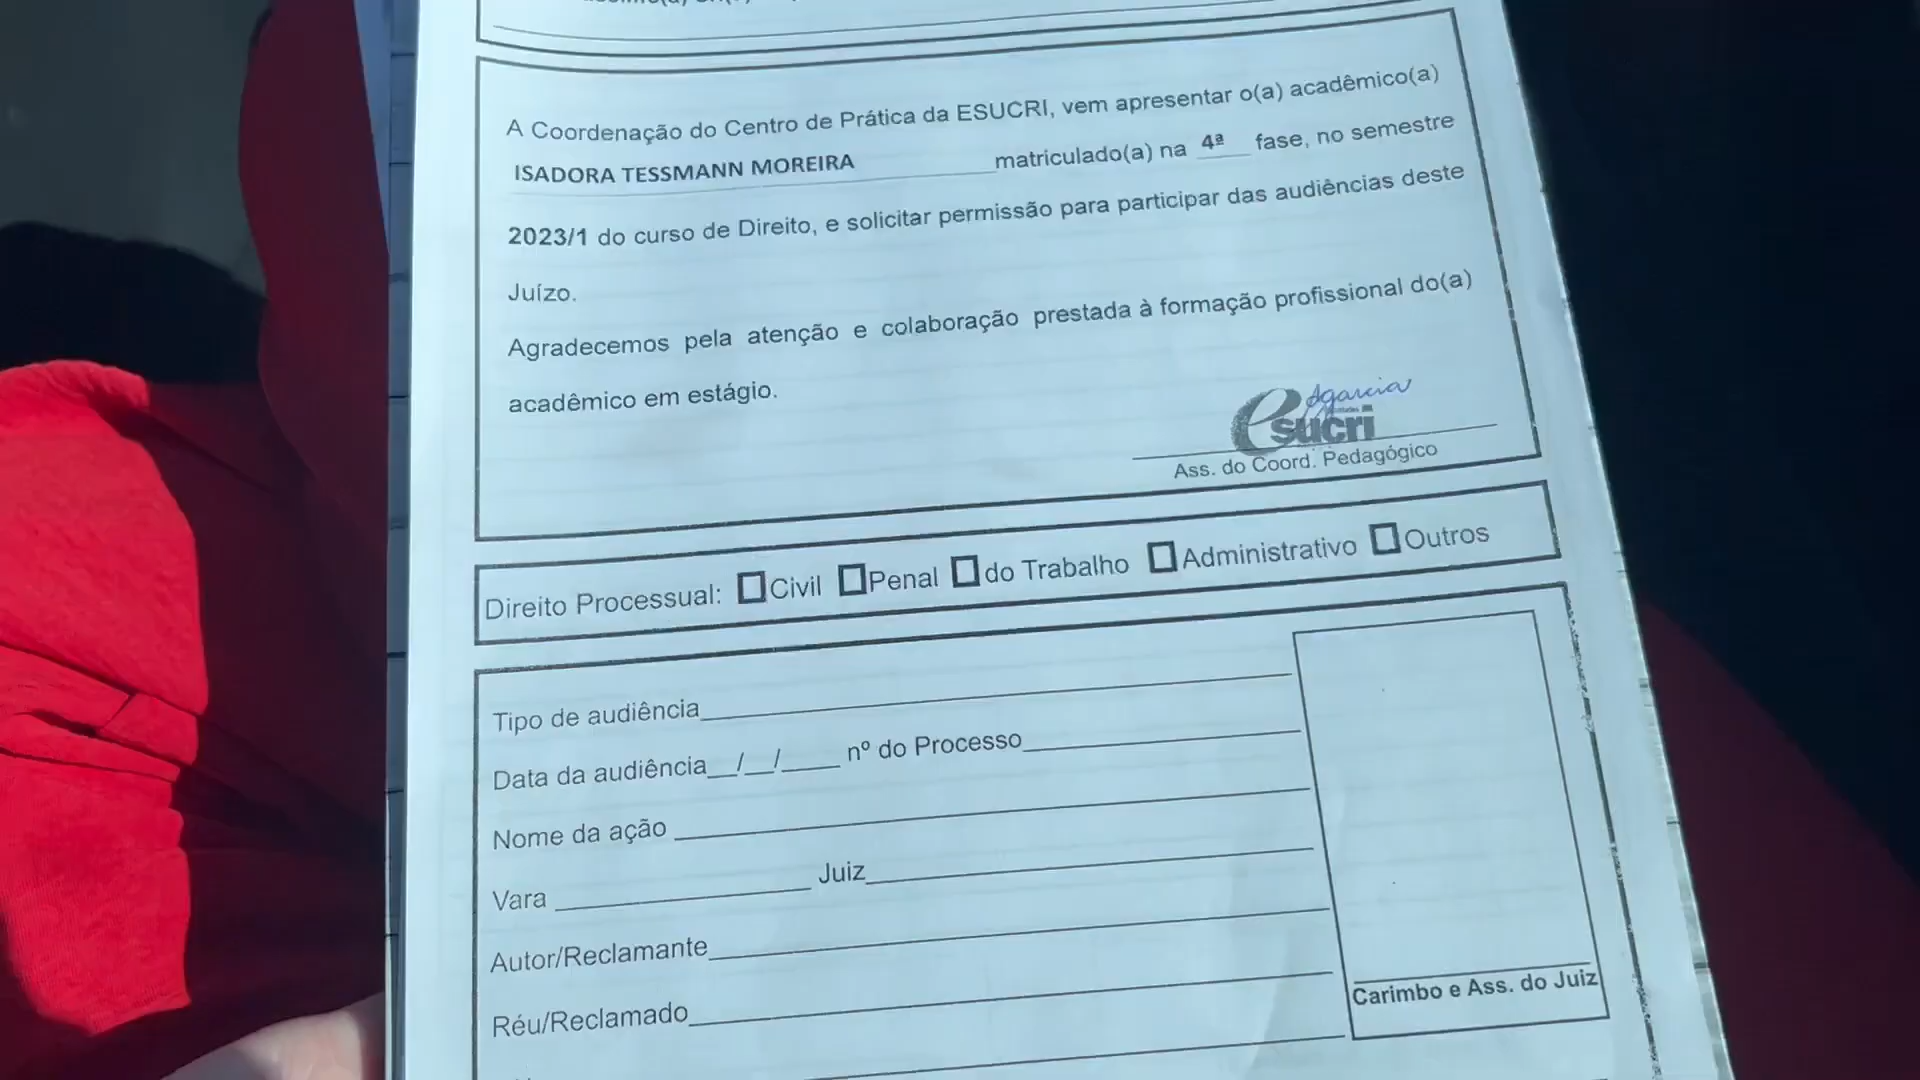 A Coordenação do Centro de Prática da ESUCRI, vem apresentar o(a) acadêmico(a)
ISADORA TESSMANN MOREIRA matriculado(a) na 4ª fase, no semestre
2023/1 do curso de Direito, e solicitar permissão para participar das audiências deste
Juízo.
Agradecemos pela atenção e colaboração prestada à formação profissional do(a)
acadêmico em estágio.
dgarcia
esucri
Ass. do Coord. Pedagógico
Direito Processual: Civil Penal do Trabalho Administrativo Outros
Tipo de audiência
Data da audiência__/__/____ nº do Processo
Nome da ação
Vara Juiz
Autor/Reclamante
Réu/Reclamado
Carimbo e Ass. do Juiz